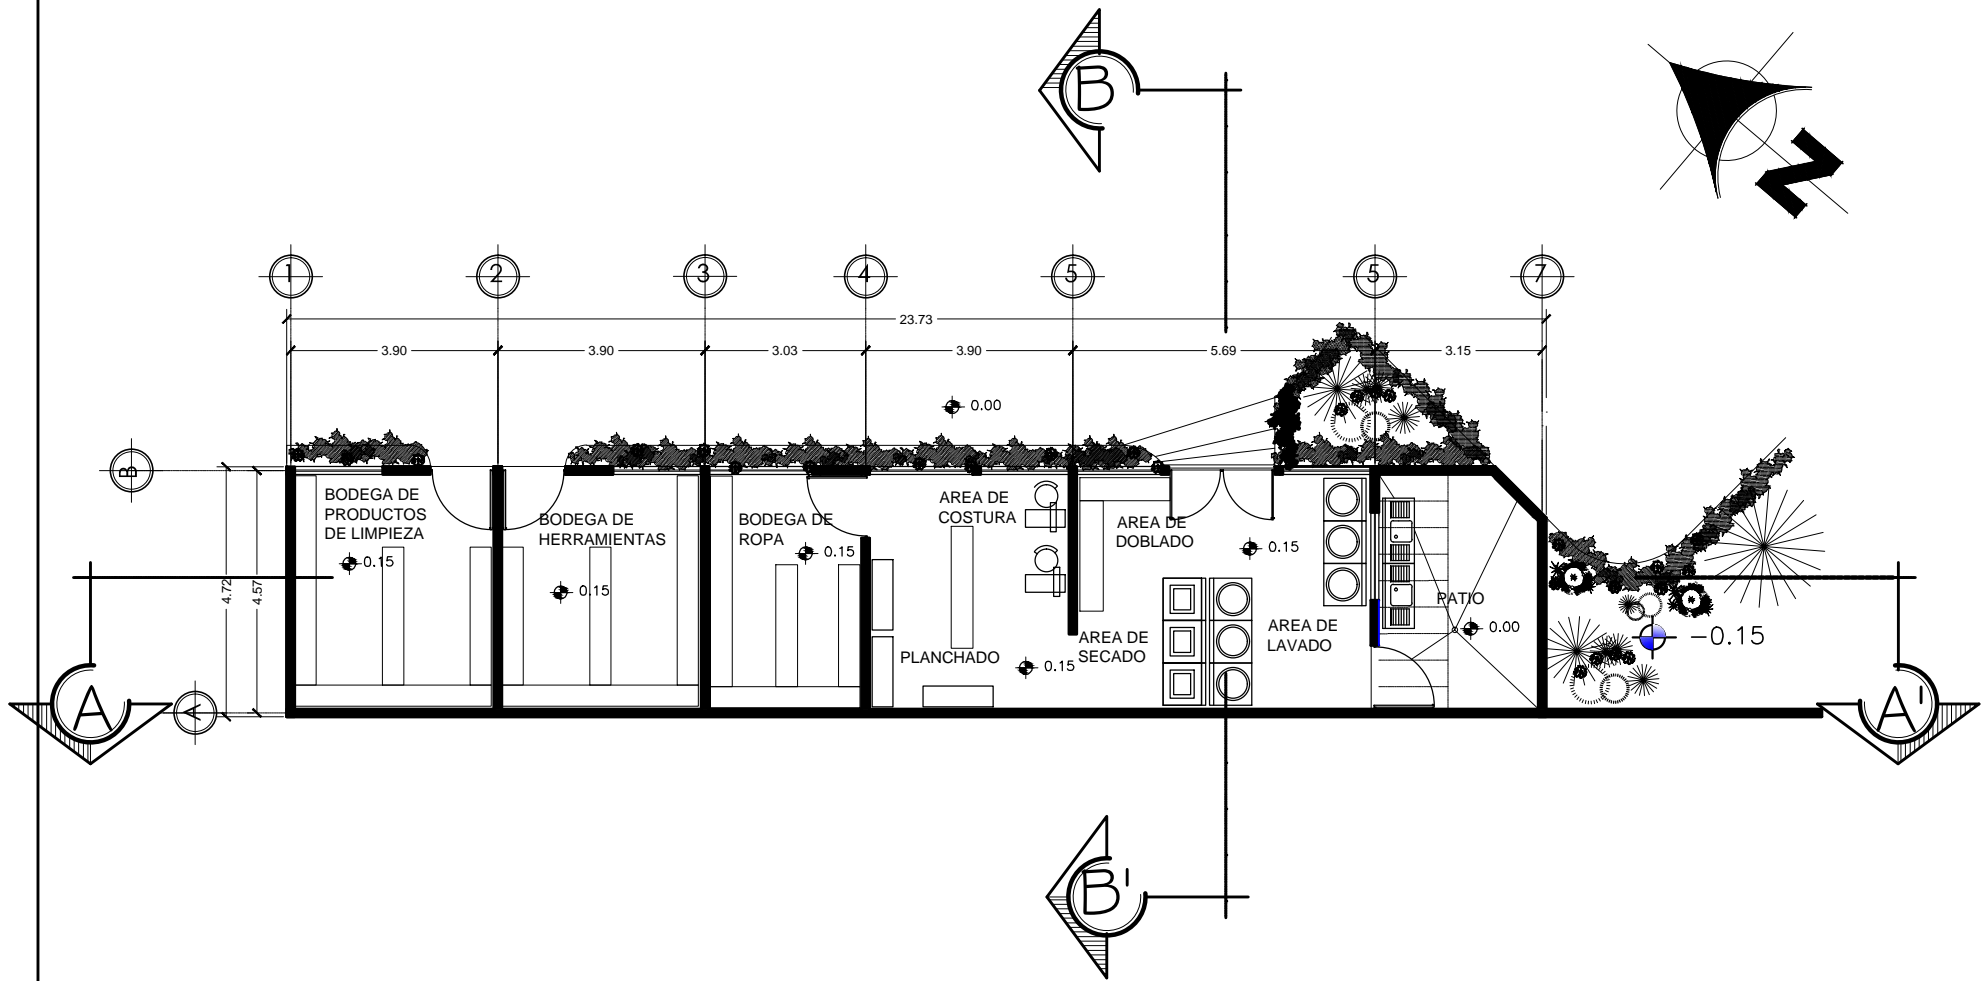 B
N
1
2
3
4
5
5
7
23.73
3.90
3.90
3.03
3.90
5.69
3.15
0.00
B
BODEGA DE
PRODUCTOS
DE LIMPIEZA
0.15
BODEGA DE
HERRAMIENTAS
0.15
BODEGA DE
ROPA
0.15
AREA DE
COSTURA
AREA DE
DOBLADO
0.15
PATIO
0.00
AREA DE
SECADO
AREA DE
LAVADO
PLANCHADO
0.15
-0.15
4.72
4.57
A
A
A'
B'